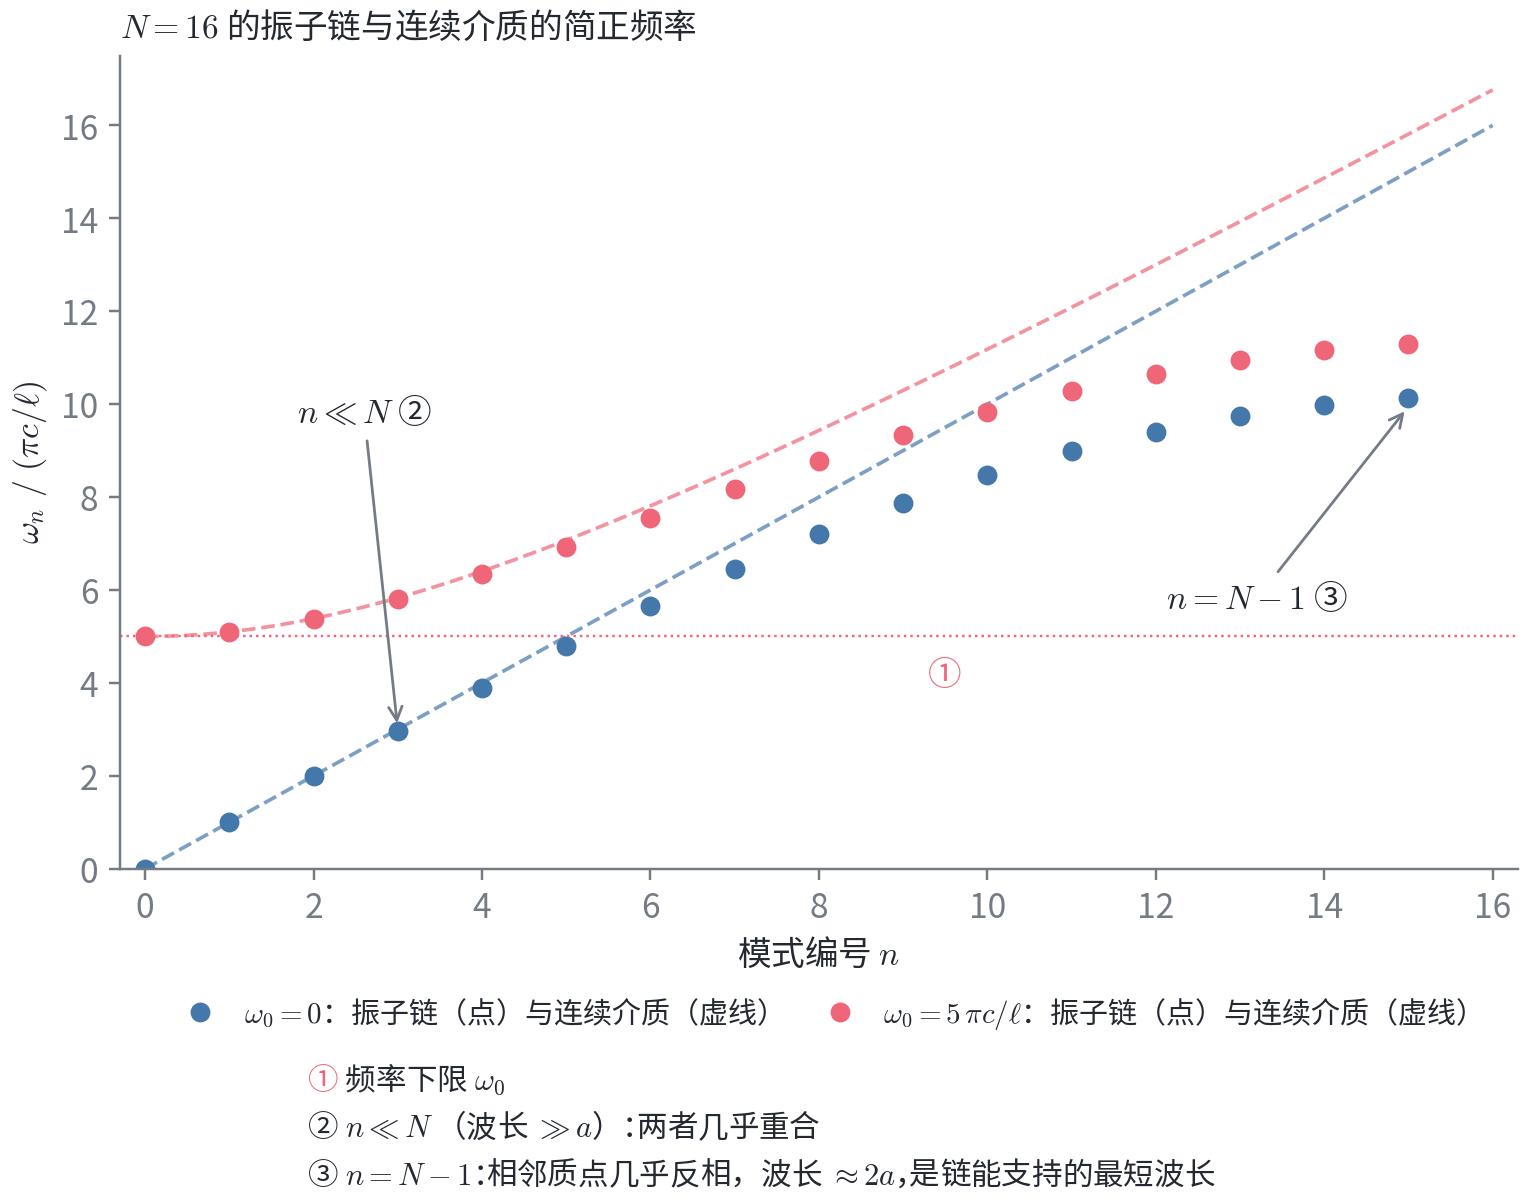 N = 16 的振子链与连续介质的简正频率
ωₙ / (πc/ℓ)
16
14
12
10
8
6
4
2
0
n ≪ N ②
n = N − 1 ③
①
0 2 4 6 8 10 12 14 16
模式编号 n
ω₀ = 0：振子链（点）与连续介质（虚线）
ω₀ = 5 πc/ℓ：振子链（点）与连续介质（虚线）
① 频率下限 ω₀
② n ≪ N （波长 ≫ a）：两者几乎重合
③ n = N − 1：相邻质点几乎反相，波长 ≈ 2a，是链能支持的最短波长